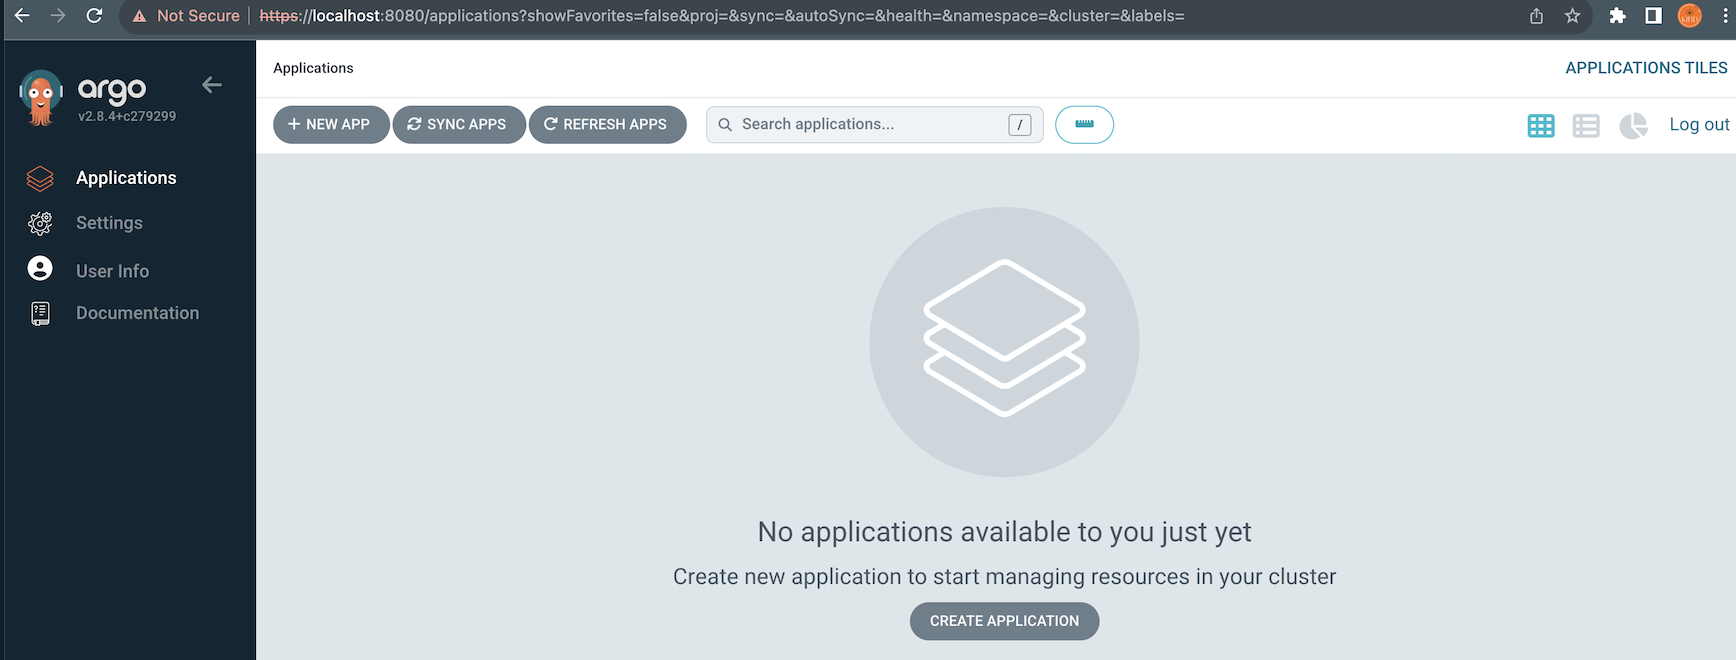 Not Secure | https://localhost:8080/applications?showFavorites=false&proj=&sync=&autoSync=&health=&namespace=&cluster=&labels=
argo
v2.8.4+c279299
Applications
Settings
User Info
Documentation
Applications
APPLICATIONS TILES
+ NEW APP
SYNC APPS
REFRESH APPS
Search applications...
/
Log out
No applications available to you just yet
Create new application to start managing resources in your cluster
CREATE APPLICATION